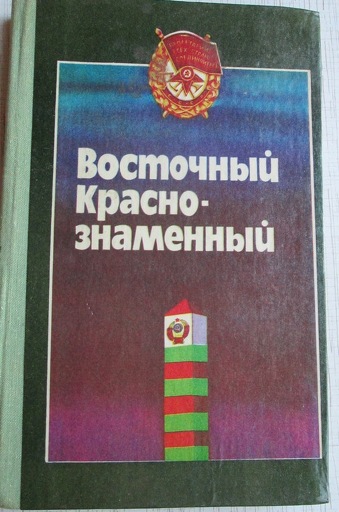 Восточный
Красно-
знаменный